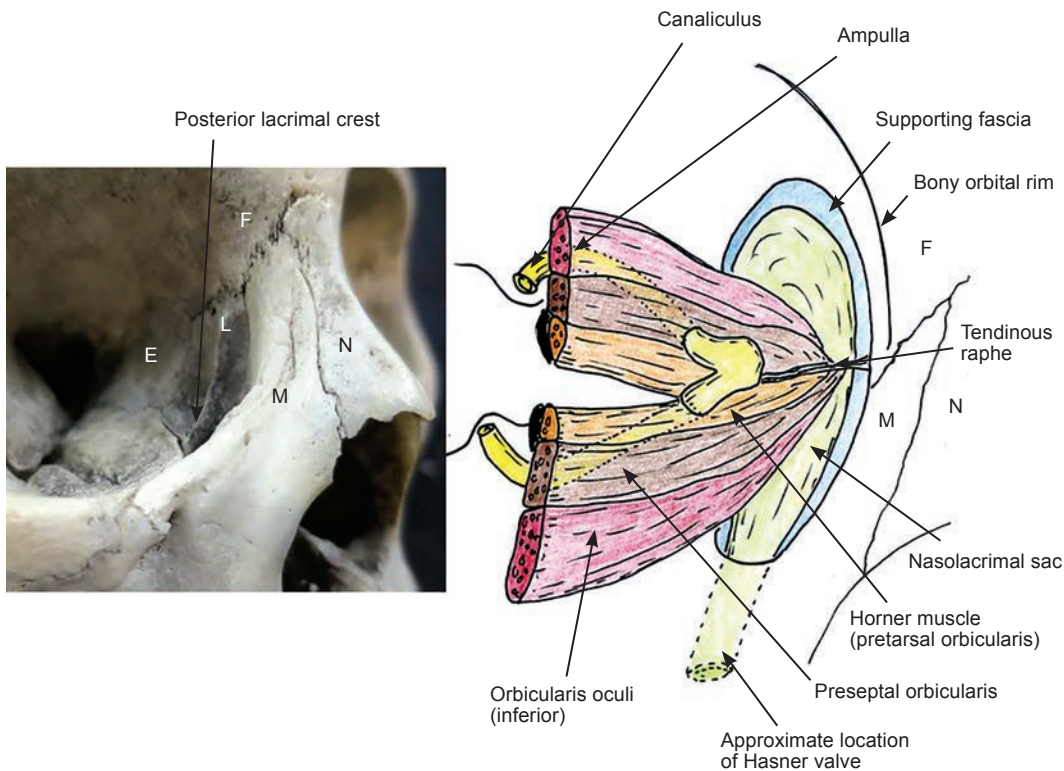 Canaliculus
Ampulla
Posterior lacrimal crest
Supporting fascia
Bony orbital rim
F
F
L
E
N
M
Tendinous
raphe
M
N
Nasolacrimal sac
Horner muscle
(pretarsal orbicularis)
Preseptal orbicularis
Orbicularis oculi
(inferior)
Approximate location
of Hasner valve